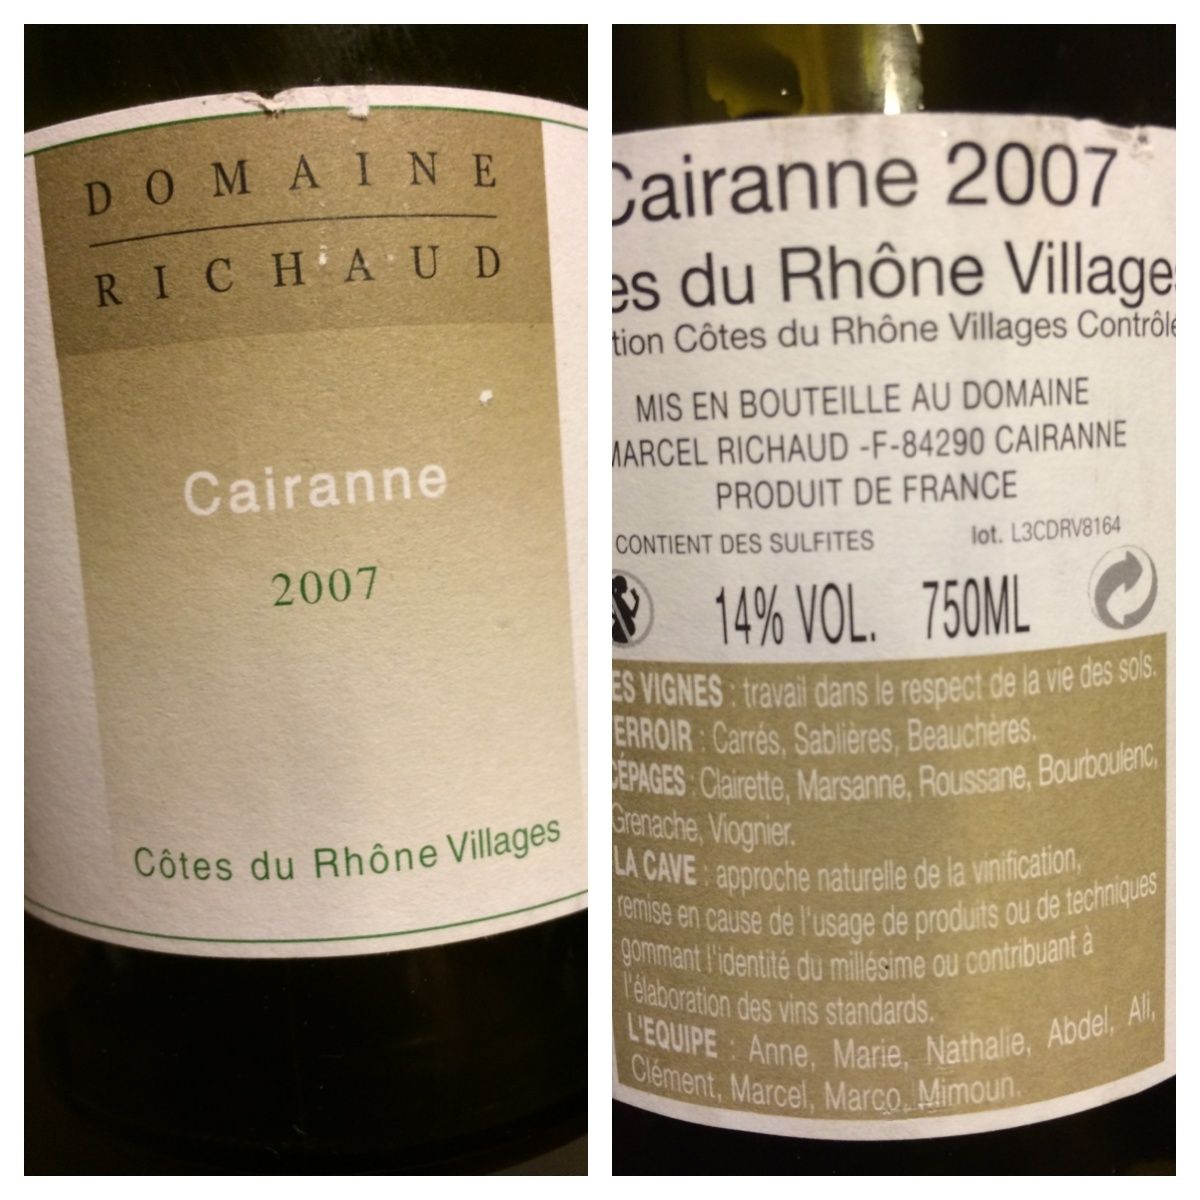 DOMAINE
RICHAUD
Cairanne
2007
Côtes du Rhône Villages
Cairanne 2007
es du Rhône Villages
tion Côtes du Rhône Villages Contrôlé
MIS EN BOUTEILLE AU DOMAINE
MARCEL RICHAUD -F-84290 CAIRANNE
PRODUIT DE FRANCE
CONTIENT DES SULFITES lot. L3CDRV8164
14% VOL. 750ML
ES VIGNES : travail dans le respect de la vie des sols.
TERROIR : Carrés, Sablières, Beauchères.
CÉPAGES : Clairette, Marsanne, Roussane, Bourboulenc,
Grenache, Viognier.
LA CAVE : approche naturelle de la vinification,
remise en cause de l'usage de produits ou de techniques
gommant l'identité du millésime ou contribuant à
l'élaboration des vins standards.
L'EQUIPE : Anne, Marie, Nathalie, Abdel, Ali,
Clément, Marcel, Marco, Mimoun.